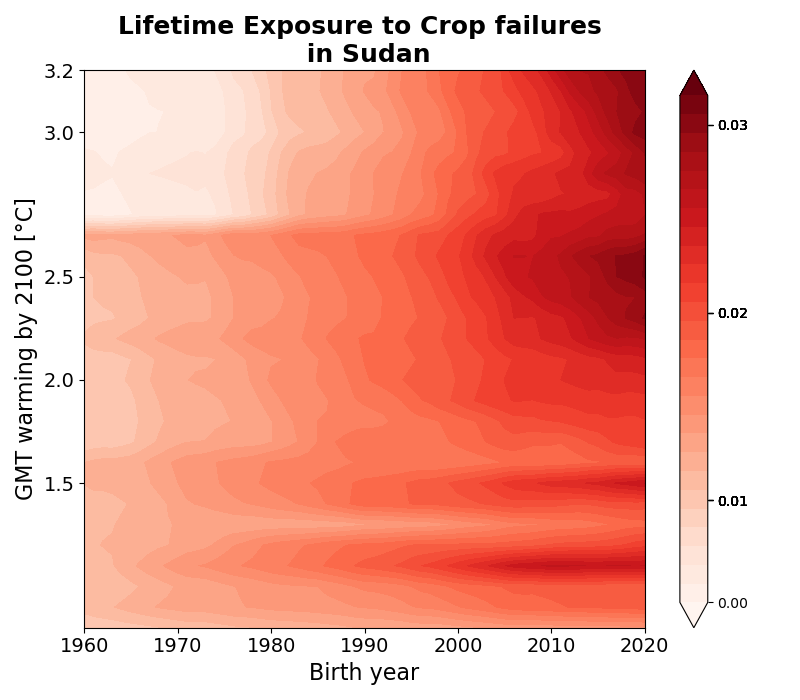 Lifetime Exposure to Crop failures
in Sudan
GMT warming by 2100 [°C]
3.2
3.0
2.5
2.0
1.5
1960 1970 1980 1990 2000 2010 2020
Birth year
0.03
0.02
0.01
0.00